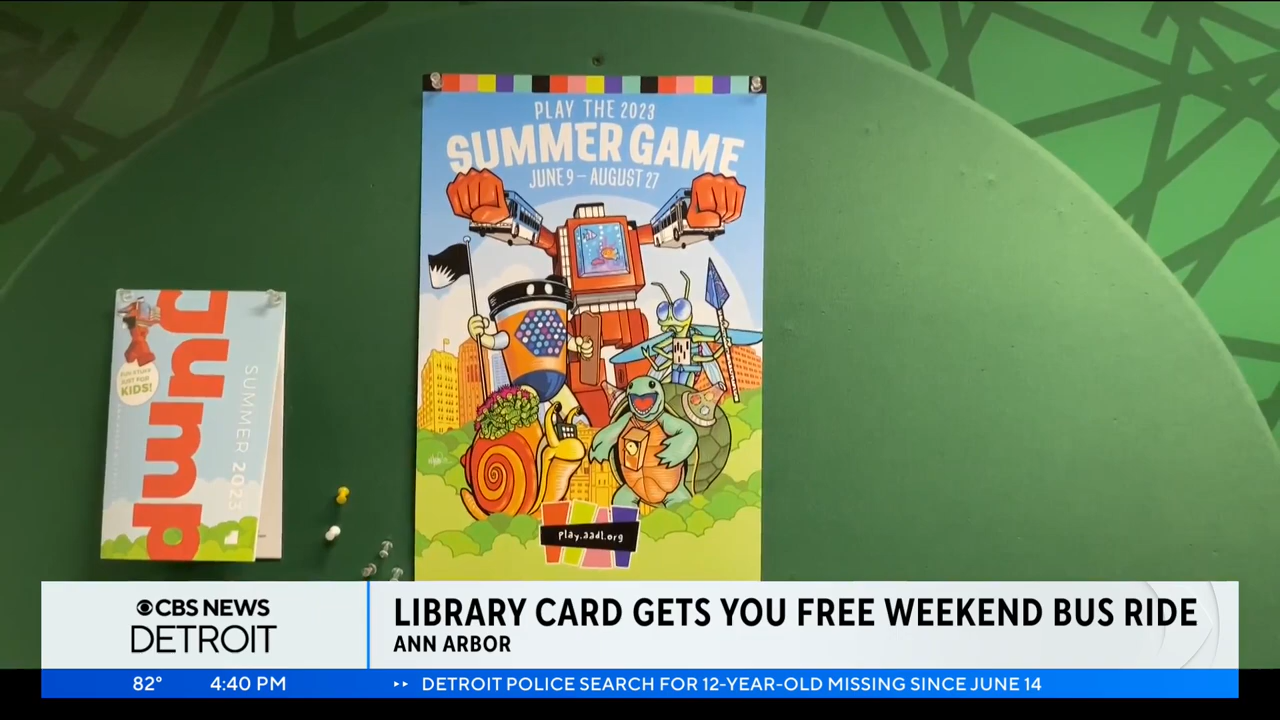 PLAY THE 2023
SUMMER GAME
JUNE 9 – AUGUST 27
JUST FOR
KIDS!
SUMMER 2023
play.aadl.org
CBS NEWS
DETROIT
LIBRARY CARD GETS YOU FREE WEEKEND BUS RIDE
ANN ARBOR
82° 4:40 PM DETROIT POLICE SEARCH FOR 12-YEAR-OLD MISSING SINCE JUNE 14